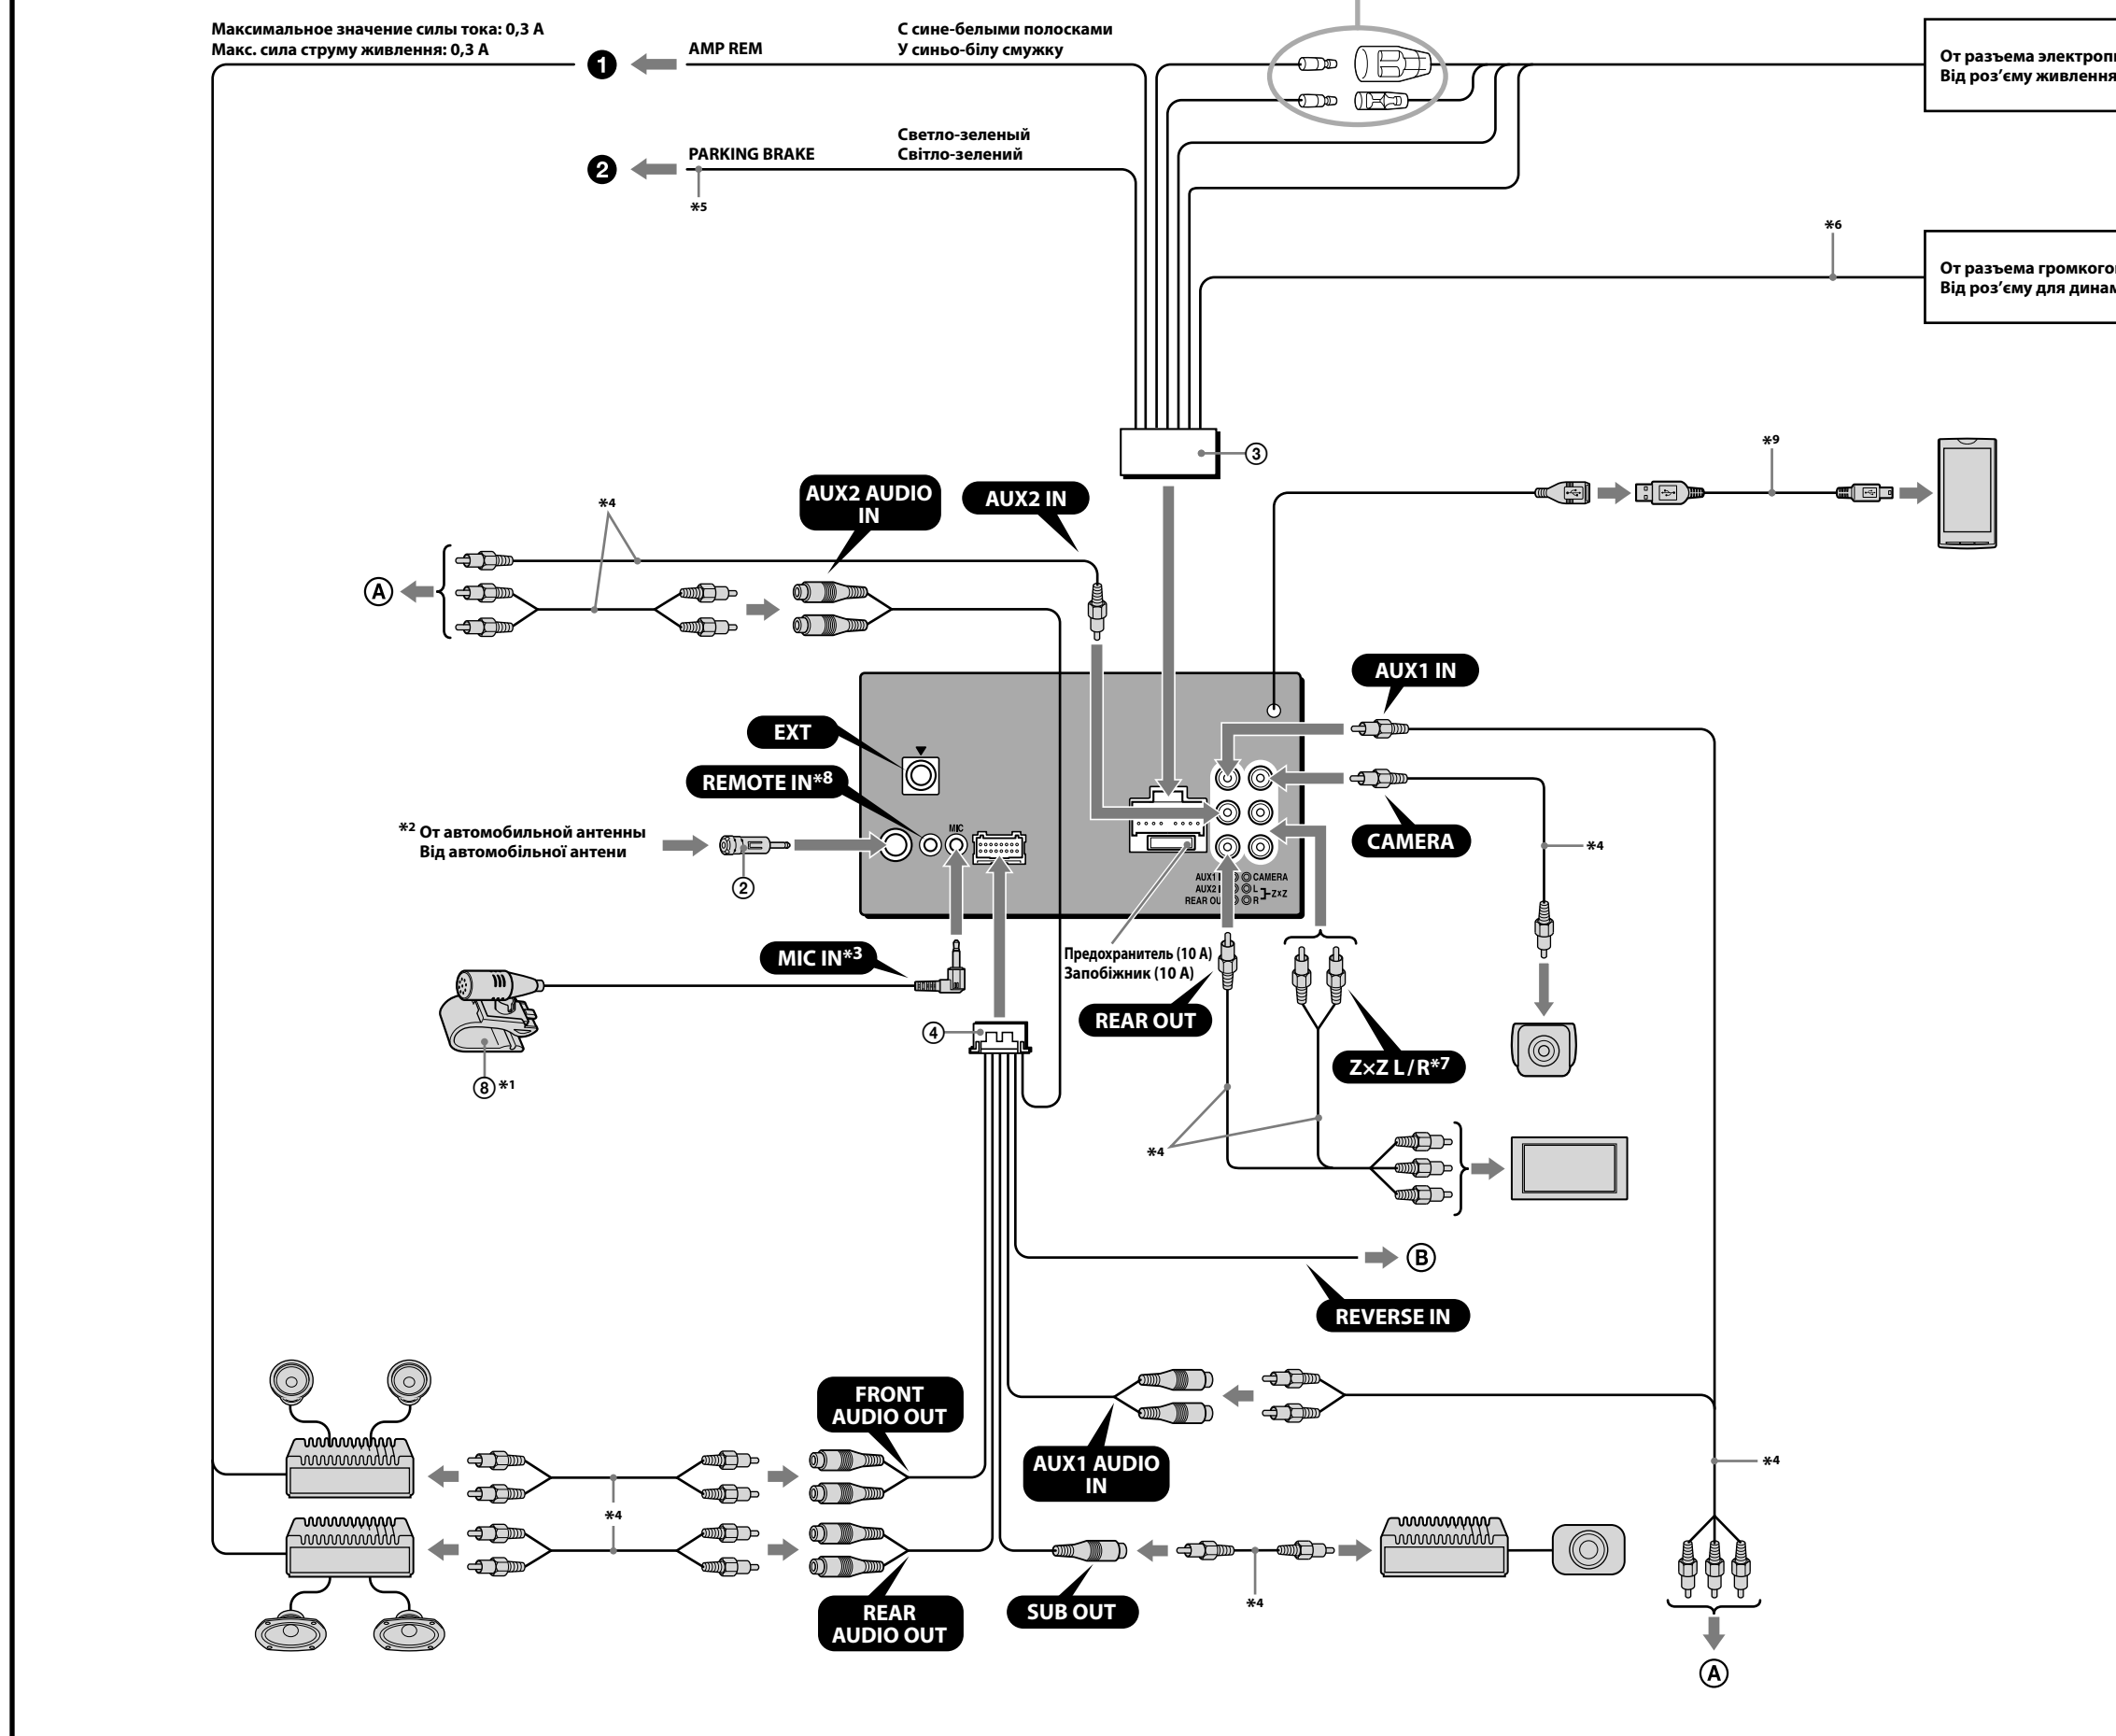 Максимальное значение силы тока: 0,3 А
Макс. сила струму живлення: 0,3 А
1
AMP REM
С сине-белыми полосками
У синьо-білу смужку
От разъема электропи
Від роз’єму живлення
2
PARKING BRAKE
Светло-зеленый
Світло-зелений
*5
*6
От разъема громкого
Від роз’єму для динам
3
*9
*4
AUX2 AUDIO
IN
AUX2 IN
A
AUX1 IN
EXT
REMOTE IN*8
MIC
*2 От автомобильной антенны
Від автомобільної антени
2
CAMERA
*4
AUX1
CAMERA
AUX2
L
REAR OU
R
Z×Z
MIC IN*3
Предохранитель (10 A)
Запобіжник (10 A)
REAR OUT
4
Z×Z L/R*7
8 *1
*4
B
REVERSE IN
FRONT
AUDIO OUT
AUX1 AUDIO
IN
*4
*4
REAR
AUDIO OUT
SUB OUT
*4
A